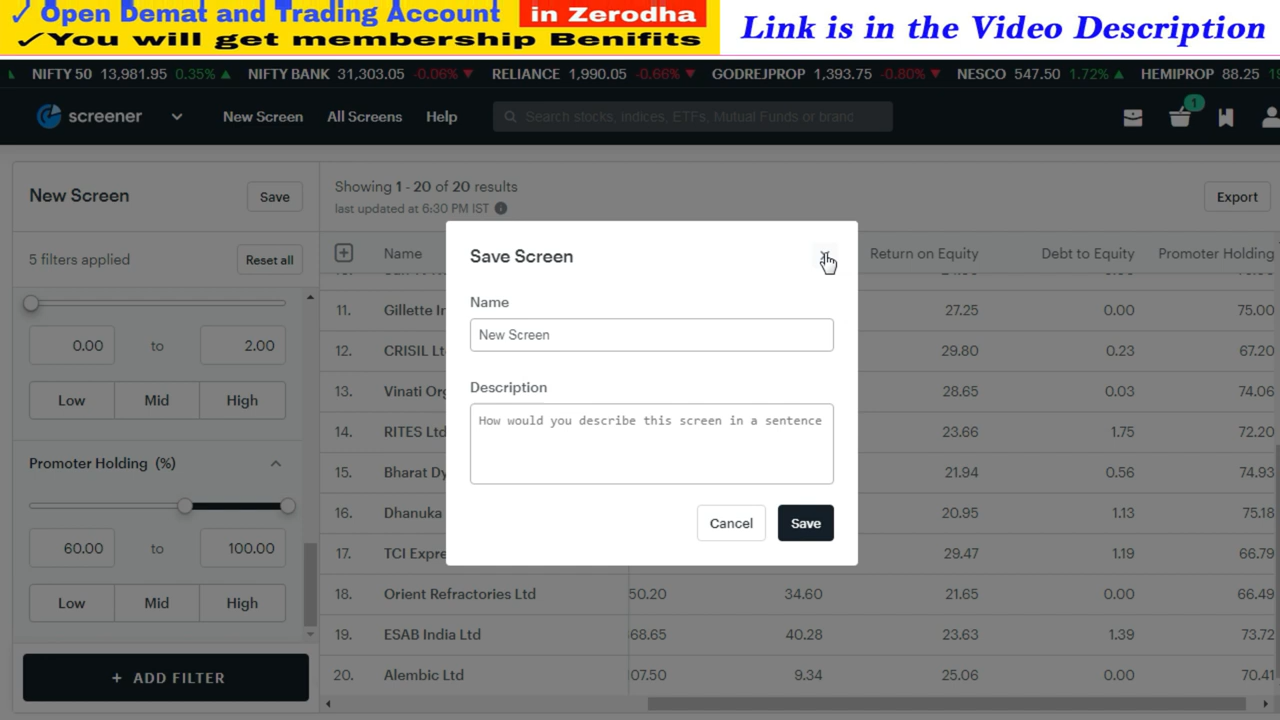 ✓ Open Demat and Trading Account in Zerodha
✓You will get membership Benifits
Link is in the Video Description
NIFTY 50 13,981.95 0.35% ▲ NIFTY BANK 31,303.05 -0.06% ▼ RELIANCE 1,990.05 -0.66% ▼ GODREJPROP 1,393.75 -0.80% ▼ NESCO 547.50 1.72% ▲ HEMIPROP 88.25
screener New Screen All Screens Help Search stocks, indices, ETFs, Mutual Funds or branc 1
New Screen Save
Showing 1 - 20 of 20 results
last updated at 6:30 PM IST
Export
5 filters applied Reset all
Name Return on Equity Debt to Equity Promoter Holding
11. Gillette 27.25 0.00 75.00
12. CRISIL 29.80 0.23 67.20
13. Vinati 28.65 0.03 74.06
14. RITES Ltd 23.66 1.75 72.20
15. Bharat 21.94 0.56 74.93
16. Dhanuka 20.95 1.13 75.18
17. TCI 29.47 1.19 66.79
18. Orient Refractories Ltd 50.20 34.60 21.65 0.00 66.49
19. ESAB India Ltd 68.65 40.28 23.63 1.39 73.72
20. Alembic Ltd 07.50 9.34 25.06 0.00 70.41
0.00 to 2.00
Low Mid High
Promoter Holding (%)
60.00 to 100.00
Low Mid High
+ ADD FILTER
Save Screen
Name
New Screen
Description
How would you describe this screen in a sentence
Cancel Save